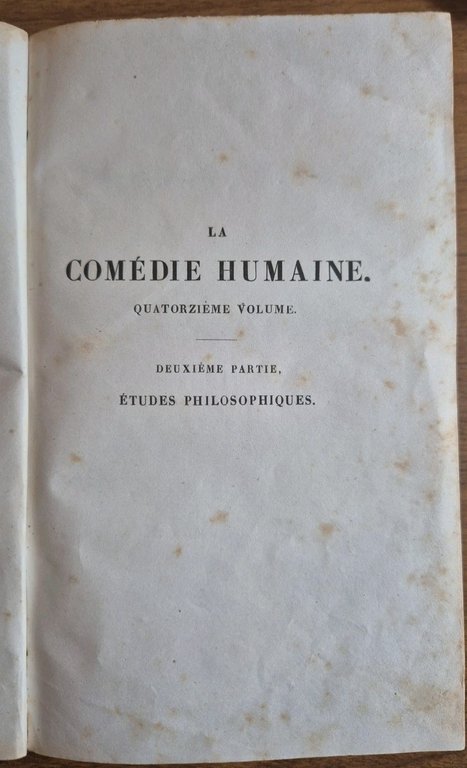 LA
COMÉDIE HUMAINE.
QUATORZIÈME VOLUME.
DEUXIÈME PARTIE,
ÉTUDES PHILOSOPHIQUES.